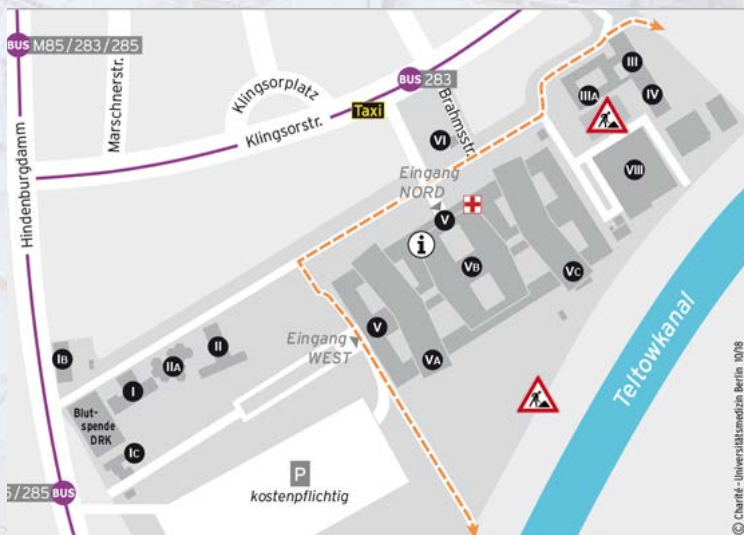 BUS M85/283/285
Marschnerstr.
Klingsorplatz
Klingsorstr.
Taxi
BUS 283
Brahmsstr.
Hindenburgdamm
III
IIIA
IV
VI
VIII
Eingang
NORD
V
i
VB
VC
V
VA
Eingang
WEST
IB
I
IIA
II
Blut-
spende
DRK
IC
P
kostenpflichtig
5/285 BUS
Teltowkanal
© Charité - Universitätsmedizin Berlin 10/18